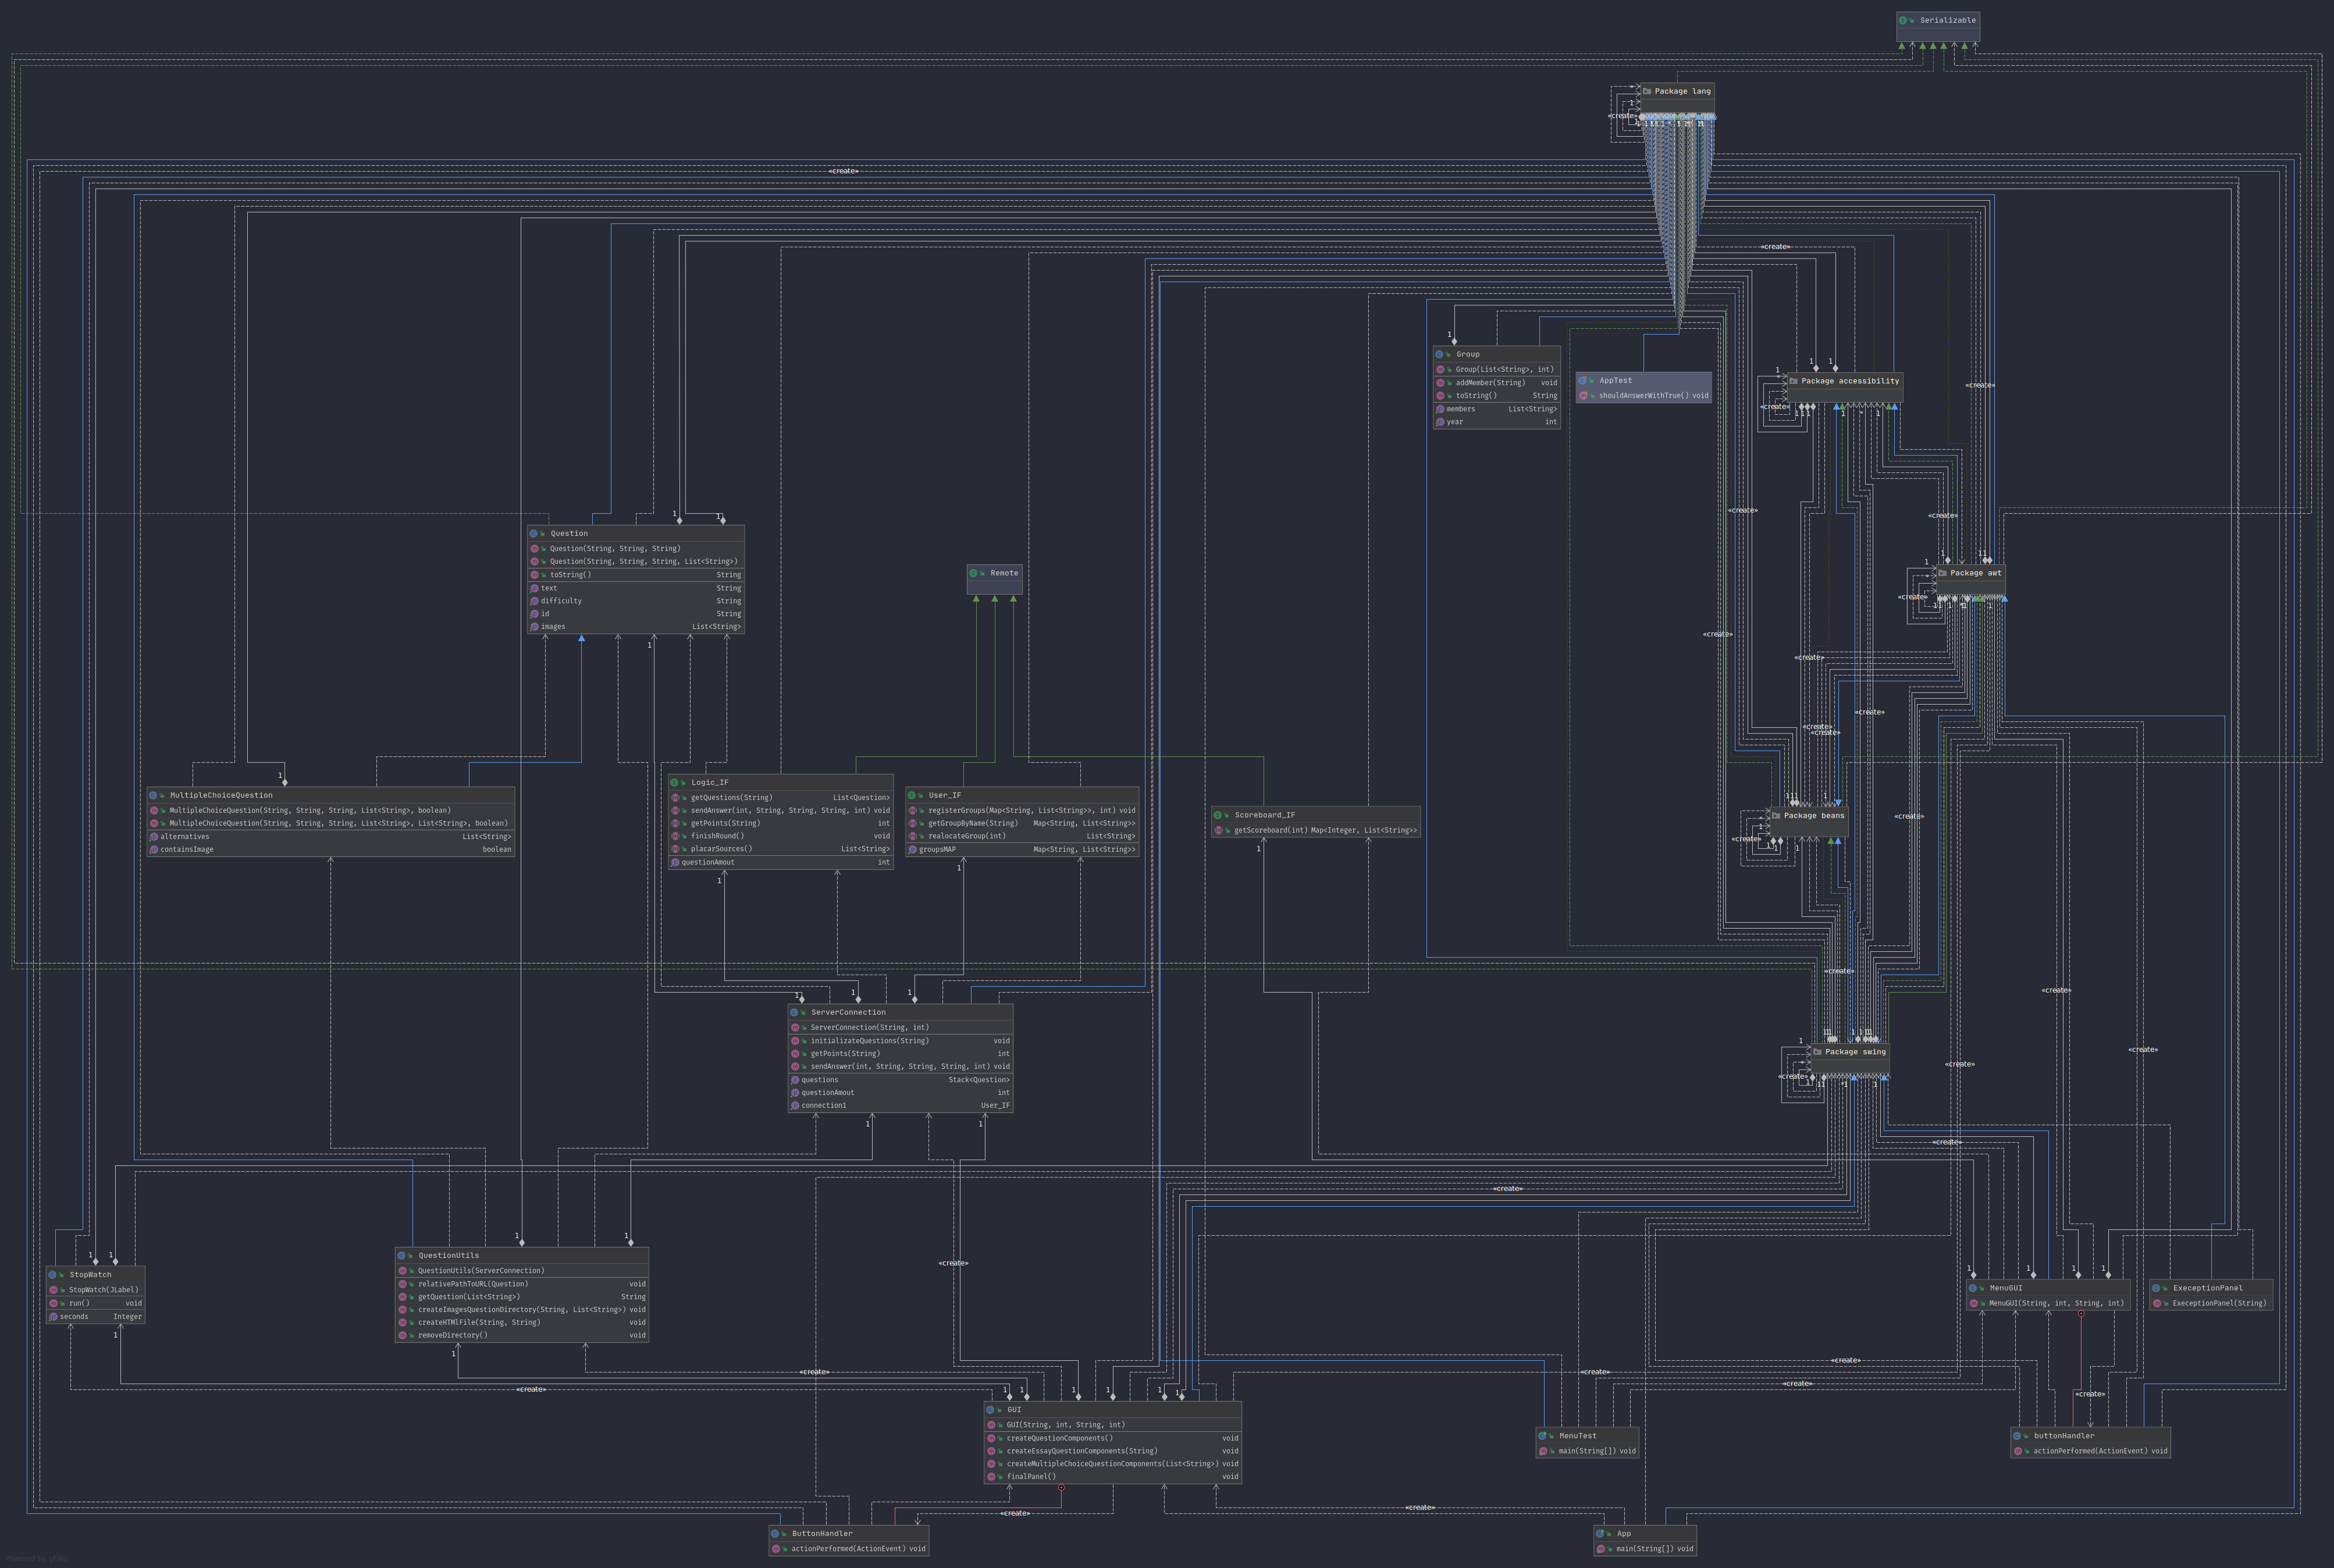 Serializable
Package lang
«create»
«create»
«create»
Group
Group(List<String>, int)
addMember(String) void
toString() String
members List<String>
year int
AppTest
shouldAnswerWithTrue() void
Package accessibility
«create»
«create»
«create»
«create»
Question
Question(String, String, String)
Question(String, String, String, List<String>)
toString() String
text String
difficulty String
id String
images List<String>
Remote
Package awt
«create»
«create»
«create»
«create»
«create»
«create»
MultipleChoiceQuestion
MultipleChoiceQuestion(String, String, String, List<String>, boolean)
MultipleChoiceQuestion(String, String, String, List<String>, List<String>, boolean)
alternatives List<String>
containsImage boolean
Logic_IF
getQuestions(String) List<Question>
sendAnswer(int, String, String, String, int) void
getPoints(String) int
finishRound() void
placarSources() List<String>
questionAmout int
User_IF
registerGroups(Map<String, List<String>>, int) void
getGroupByName(String) Map<String, List<String>>
realocateGroup(int) List<String>
groupsMAP Map<String, List<String>>
Scoreboard_IF
getScoreboard(int) Map<Integer, List<String>>
Package beans
«create»
«create»
«create»
«create»
ServerConnection
ServerConnection(String, int)
initializateQuestions(String) void
getPoints(String) int
sendAnswer(int, String, String, String, int) void
questions Stack<Question>
questionAmout int
connection1 User_IF
Package swing
«create»
«create»
«create»
«create»
«create»
«create»
StopWatch
StopWatch(JLabel)
run() void
seconds Integer
QuestionUtils
QuestionUtils(ServerConnection)
relativePathToURL(Question) void
getQuestion(List<String>) String
createImagesQuestionDirectory(String, List<String>) void
createHTMlFile(String, String) void
removeDirectory() void
«create»
MenuGUI
MenuGUI(String, int, String, int)
ExeceptionPanel
ExeceptionPanel(String)
«create»
«create»
«create»
«create»
«create»
«create»
GUI
GUI(String, int, String, int)
createQuestionComponents() void
createEssayQuestionComponents(String) void
createMultipleChoiceQuestionComponents(List<String>) void
finalPanel() void
MenuTest
main(String[]) void
buttonHandler
actionPerformed(ActionEvent) void
«create»
«create»
ButtonHandler
actionPerformed(ActionEvent) void
App
main(String[]) void
Powered by yFiles